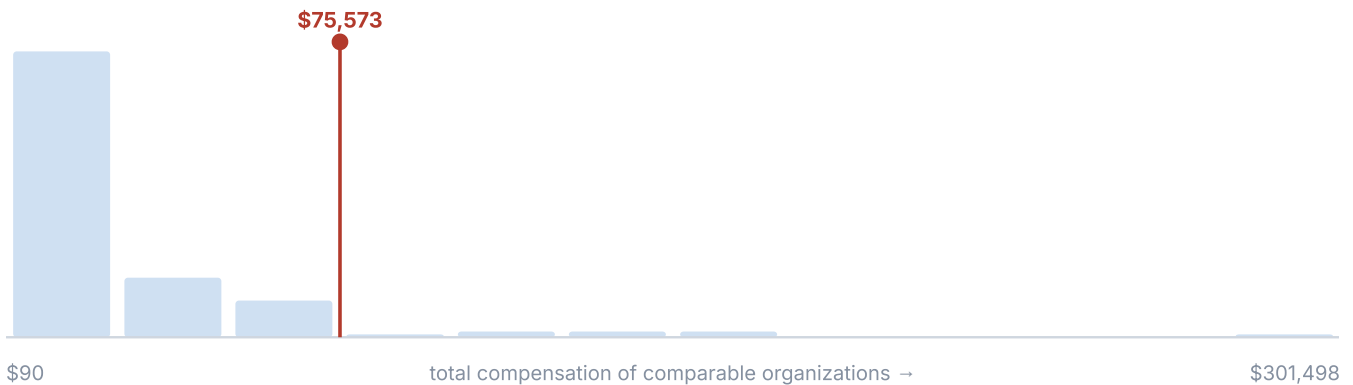 $75,573
$90 total compensation of comparable organizations → $301,498